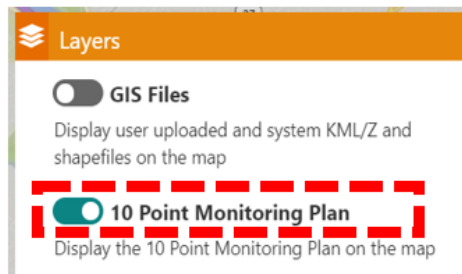 27
Layers
GIS Files
Display user uploaded and system KML/Z and
shapefiles on the map
10 Point Monitoring Plan
Display the 10 Point Monitoring Plan on the map